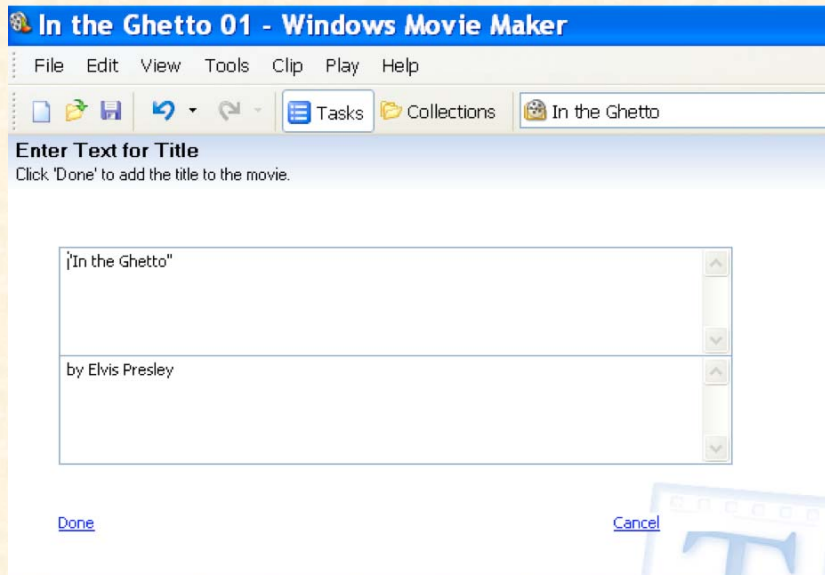 In the Ghetto 01 - Windows Movie Maker
File Edit View Tools Clip Play Help
Tasks Collections In the Ghetto
Enter Text for Title
Click 'Done' to add the title to the movie.
"In the Ghetto"
by Elvis Presley
Done Cancel
T